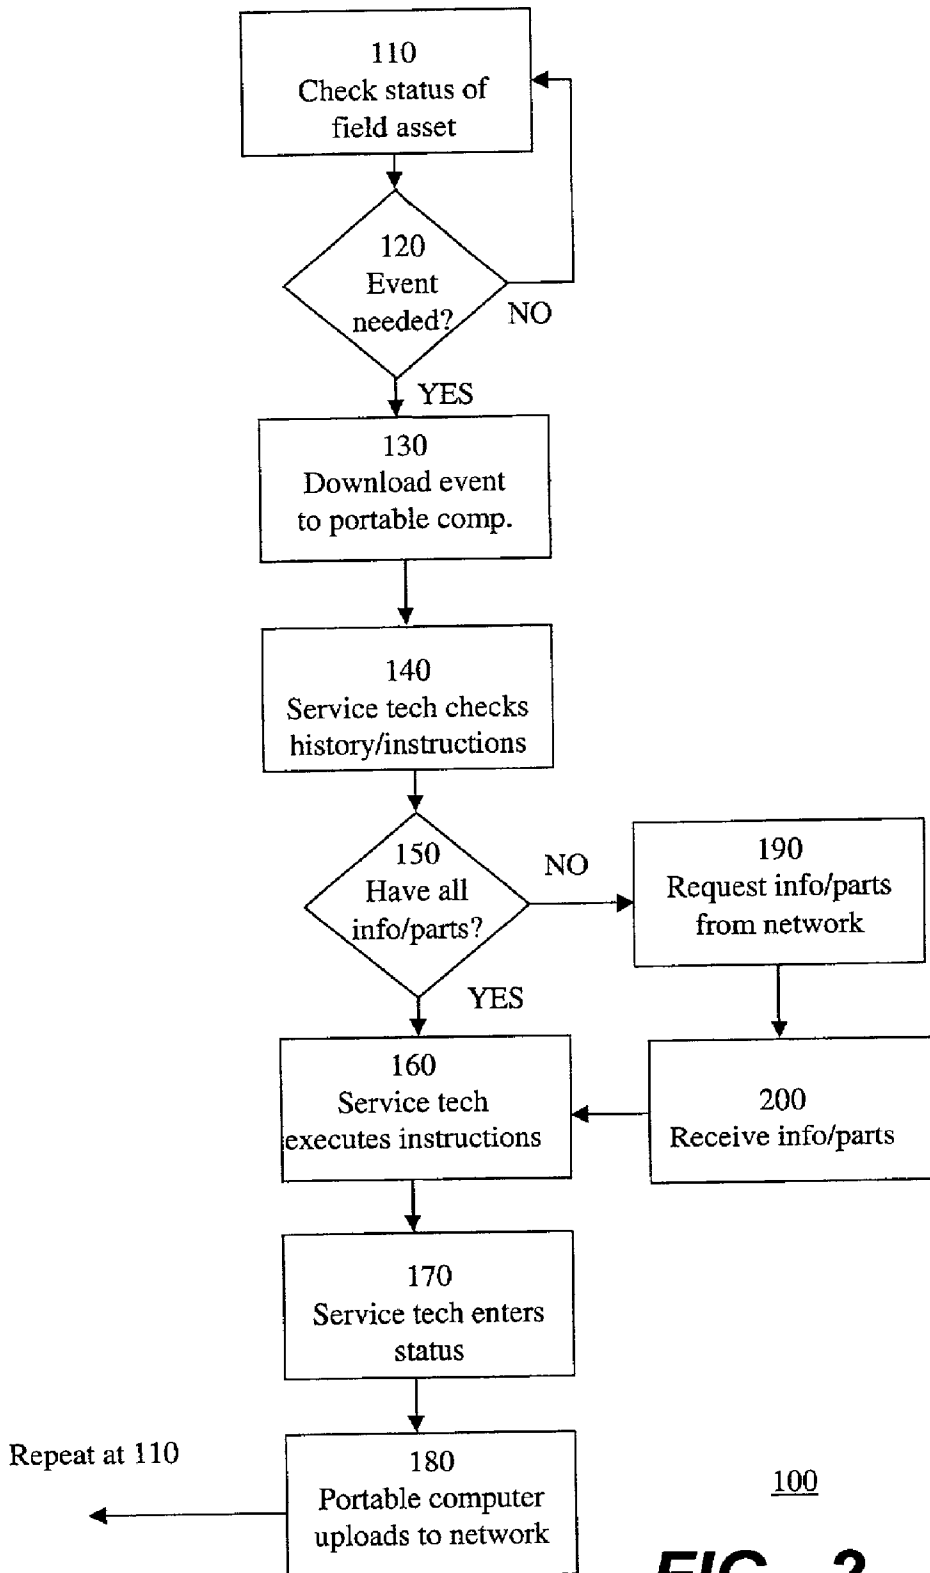 110
Check status of
field asset
120
Event
needed?
NO
YES
130
Download event
to portable comp.
140
Service tech checks
history/instructions
150
Have all
info/parts?
NO
190
Request info/parts
from network
YES
160
Service tech
executes instructions
200
Receive info/parts
170
Service tech enters
status
Repeat at 110
180
Portable computer
uploads to network
100
FIG. 2